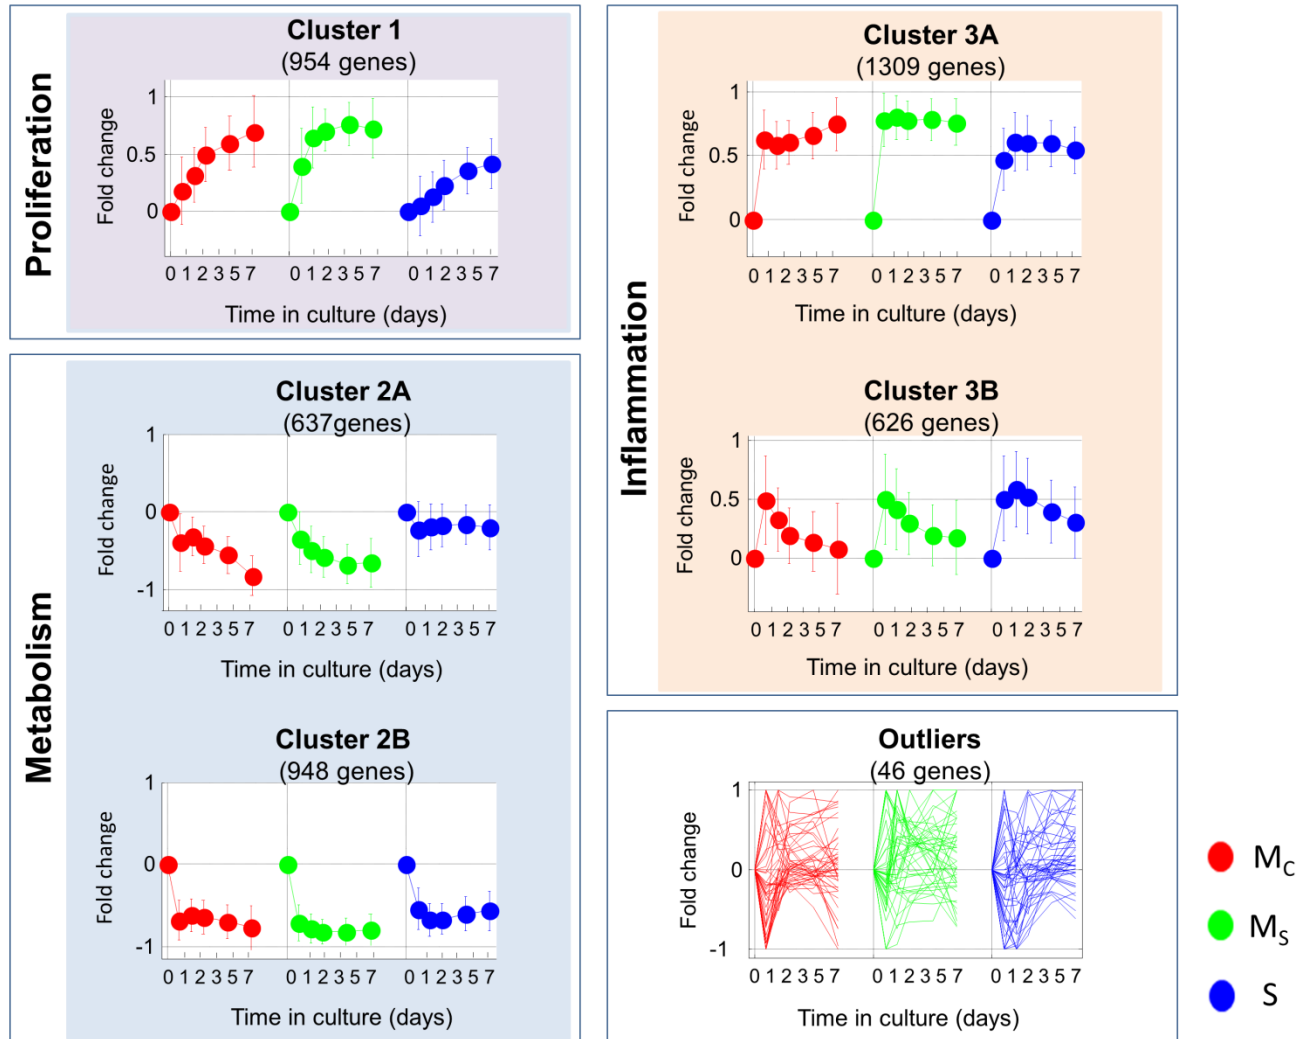 Proliferation
Cluster 1
(954 genes)
Fold change
1
0.5
0
0 1 2 3 5 7 0 1 2 3 5 7 0 1 2 3 5 7
Time in culture (days)
Metabolism
Cluster 2A
(637genes)
Fold change
1
0
-1
0 1 2 3 5 7 0 1 2 3 5 7 0 1 2 3 5 7
Time in culture (days)
Cluster 2B
(948 genes)
Fold change
1
0
-1
0 1 2 3 5 7 0 1 2 3 5 7 0 1 2 3 5 7
Time in culture (days)
Inflammation
Cluster 3A
(1309 genes)
Fold change
1
0.5
0
0 1 2 3 5 7 0 1 2 3 5 7 0 1 2 3 5 7
Time in culture (days)
Cluster 3B
(626 genes)
Fold change
1
0.5
0
0 1 2 3 5 7 0 1 2 3 5 7 0 1 2 3 5 7
Time in culture (days)
Outliers
(46 genes)
Fold change
1
0
-1
0 1 2 3 5 7 0 1 2 3 5 7 0 1 2 3 5 7
Time in culture (days)
MC
MS
S